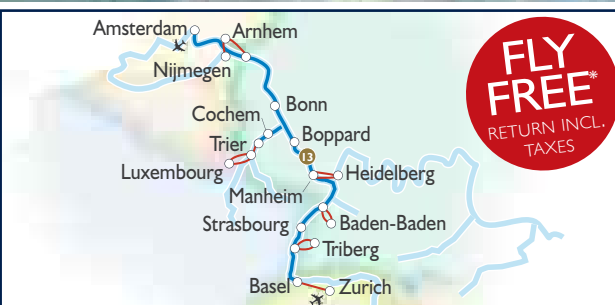 Amsterdam
Arnhem
Nijmegen
FLY
FREE*
RETURN INCL.
TAXES
Bonn
Cochem
Boppard
Trier
13
Luxembourg
Heidelberg
Manheim
Strasbourg
Baden-Baden
Triberg
Basel
Zurich